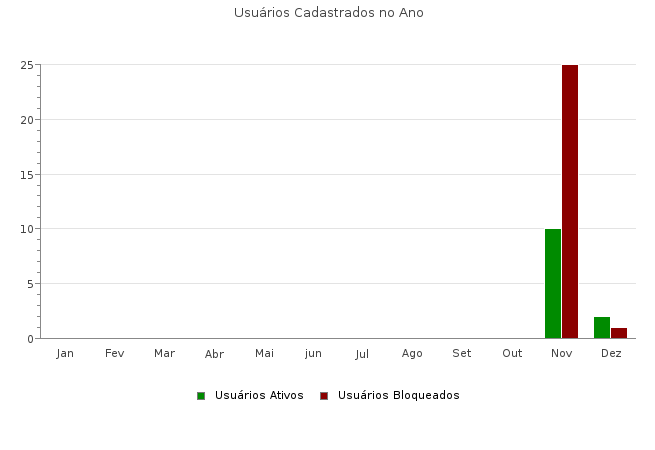 Usuários Cadastrados no Ano
25
20
15
10
5
0
Jan Fev Mar Abr Mai jun Jul Ago Set Out Nov Dez
Usuários Ativos Usuários Bloqueados